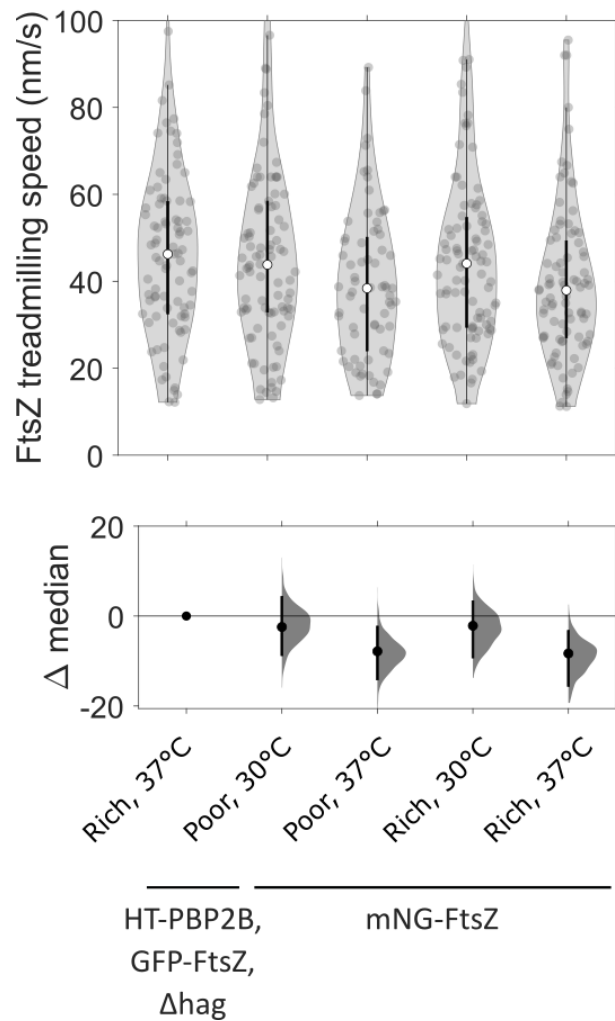 FtsZ treadmilling speed (nm/s)
100
80
60
40
20
0
Δ median
20
0
-20
Rich, 37°C
Poor, 30°C
Poor, 37°C
Rich, 30°C
Rich, 37°C
HT-PBP2B,
GFP-FtsZ,
Δhag
mNG-FtsZ